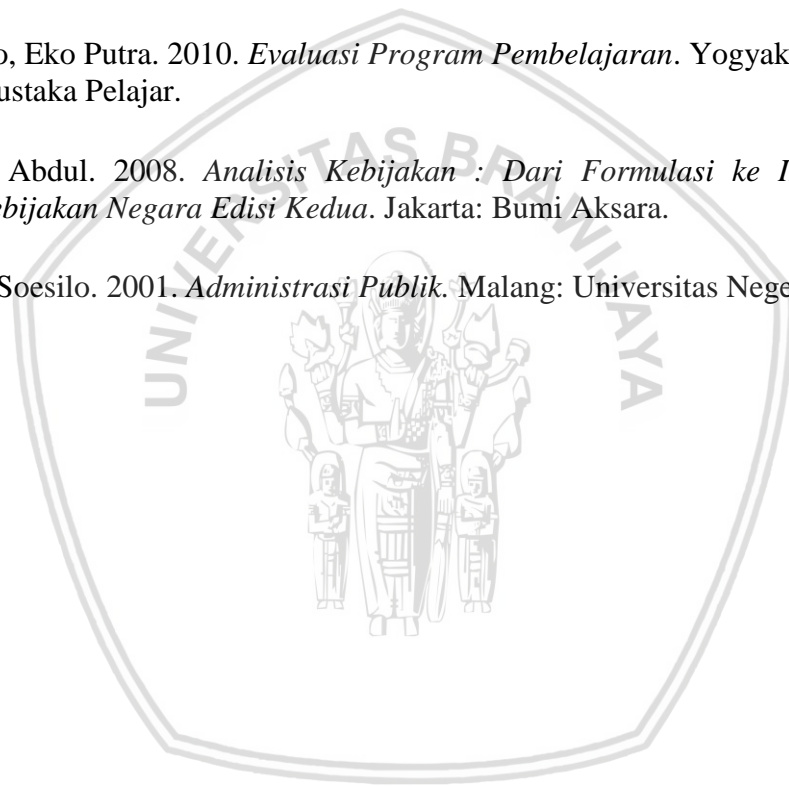 o, Eko Putra. 2010. Evaluasi Program Pembelajaran. Yogyak
ustaka Pelajar.
Abdul. 2008. Analisis Kebijakan : Dari Formulasi ke I
ebijakan Negara Edisi Kedua. Jakarta: Bumi Aksara.
Soesilo. 2001. Administrasi Publik. Malang: Universitas Nege
UNIVERSITAS BRAWIJAYA